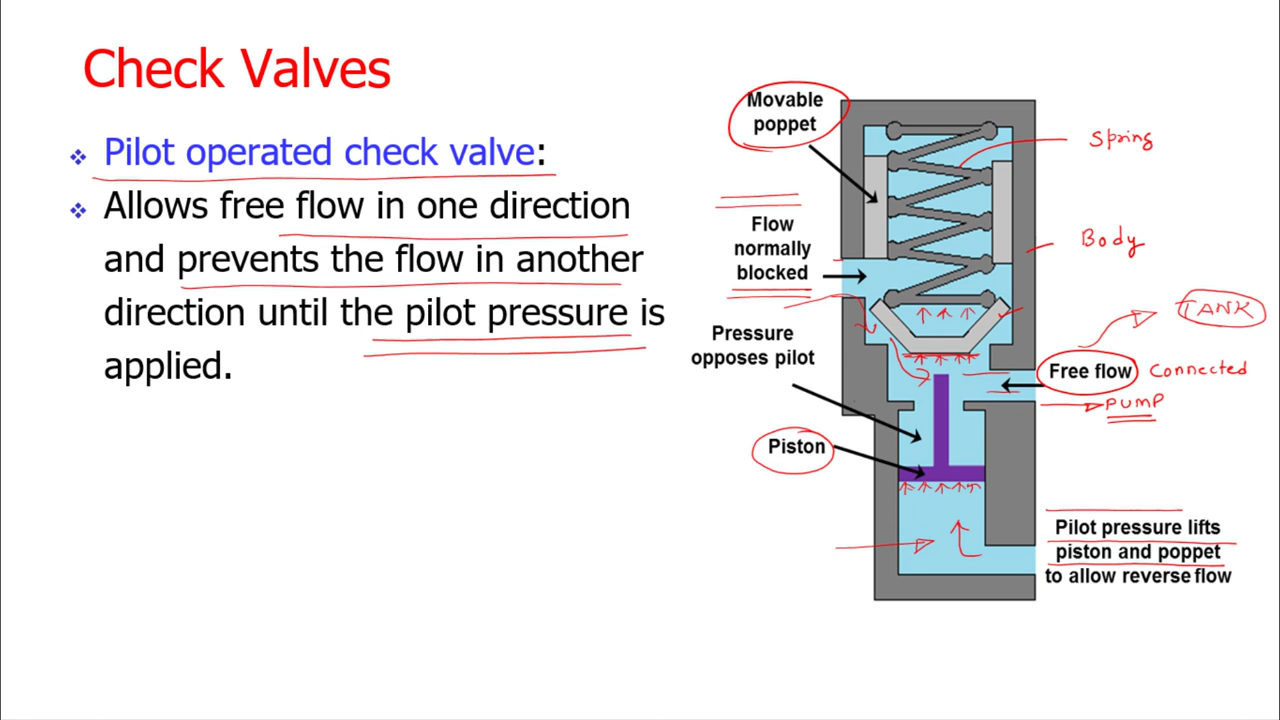 Check Valves
❖ Pilot operated check valve:
❖ Allows free flow in one direction
and prevents the flow in another
direction until the pilot pressure is
applied.
Movable
poppet
Spring
Flow
normally
blocked
Body
Pressure
opposes pilot
TANK
Free flow Connected
PUMP
Piston
Pilot pressure lifts
piston and poppet
to allow reverse flow